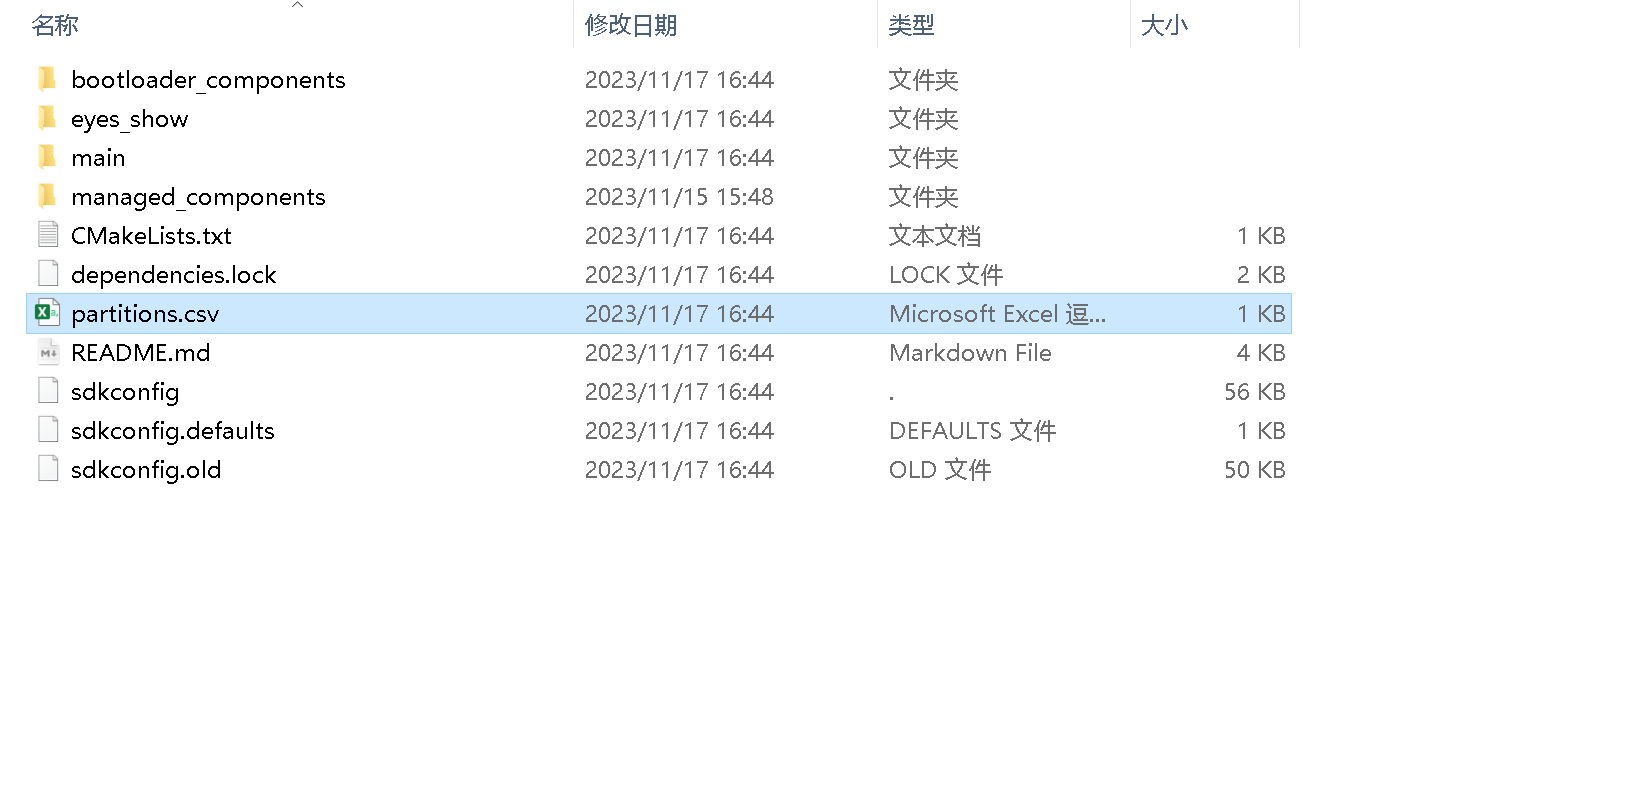 名称 修改日期 类型 大小
bootloader_components 2023/11/17 16:44 文件夹
eyes_show 2023/11/17 16:44 文件夹
main 2023/11/17 16:44 文件夹
managed_components 2023/11/15 15:48 文件夹
CMakeLists.txt 2023/11/17 16:44 文本文档 1 KB
dependencies.lock 2023/11/17 16:44 LOCK 文件 2 KB
partitions.csv 2023/11/17 16:44 Microsoft Excel 逗... 1 KB
README.md 2023/11/17 16:44 Markdown File 4 KB
sdkconfig 2023/11/17 16:44 . 56 KB
sdkconfig.defaults 2023/11/17 16:44 DEFAULTS 文件 1 KB
sdkconfig.old 2023/11/17 16:44 OLD 文件 50 KB